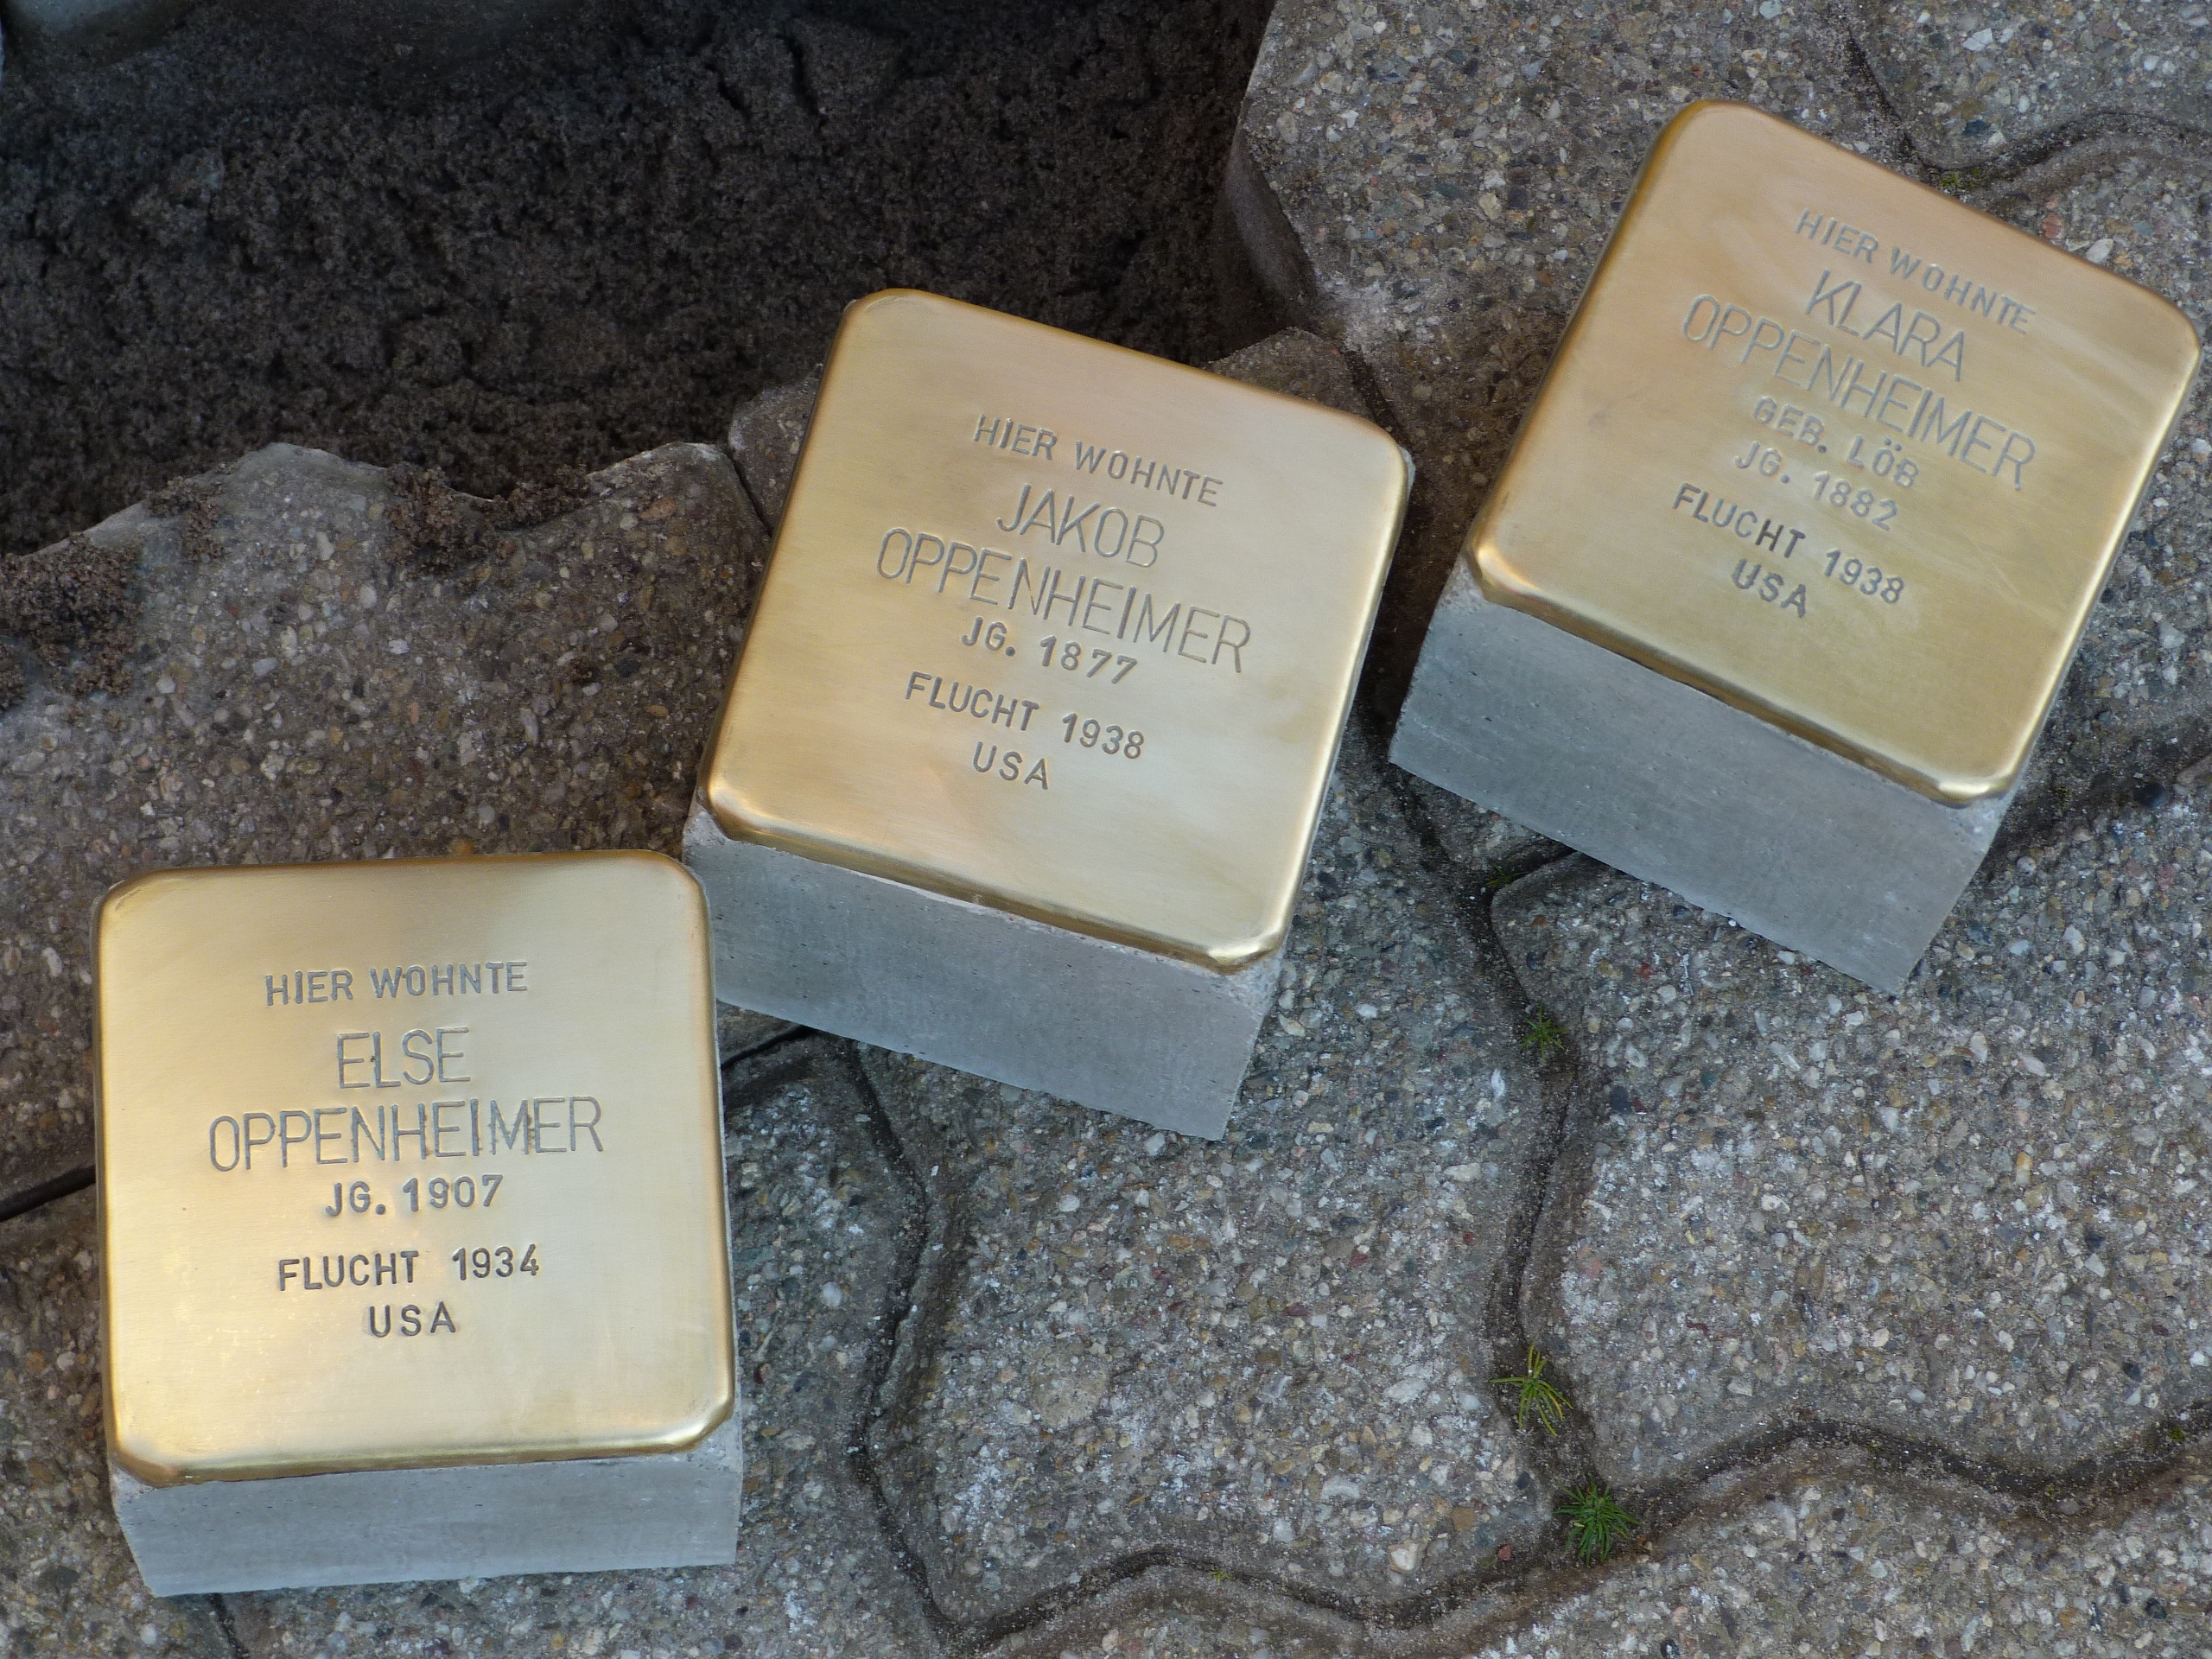 HIER WOHNTE
ELSE
OPPENHEIMER
JG. 1907
FLUCHT 1934
USA
HIER WOHNTE
JAKOB
OPPENHEIMER
JG. 1877
FLUCHT 1938
USA
HIER WOHNTE
KLARA
OPPENHEIMER
GEB. LÖB
JG. 1882
FLUCHT 1938
USA